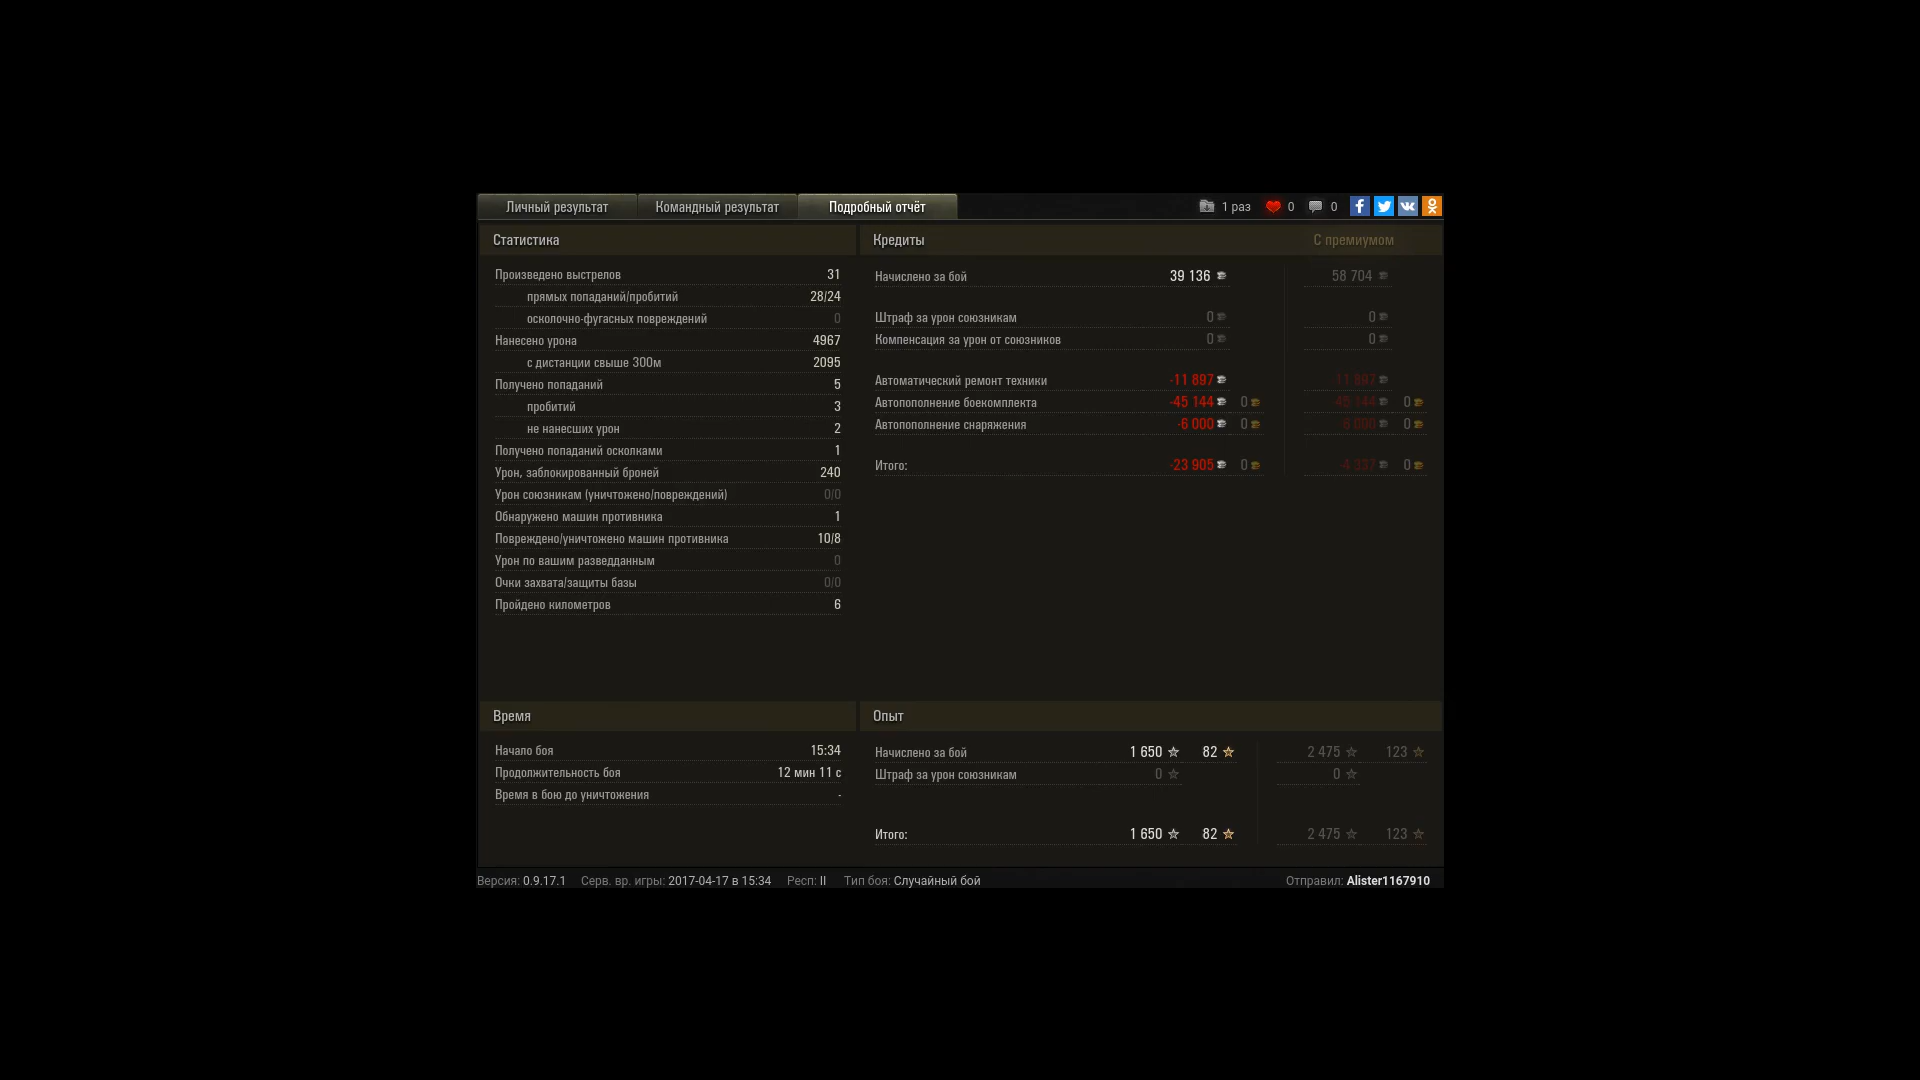 Личный результат Командный результат Подробный отчёт 1 раз 0 0
Статистика
Произведено выстрелов 31
прямых попаданий/пробитий 28/24
осколочно-фугасных повреждений 0
Нанесено урона 4967
с дистанции свыше 300м 2095
Получено попаданий 5
пробитий 3
не нанесших урон 2
Получено попаданий осколками 1
Урон, заблокированный броней 240
Урон союзникам (уничтожено/повреждений) 0/0
Обнаружено машин противника 1
Повреждено/уничтожено машин противника 10/8
Урон по вашим разведданным 0
Очки захвата/защиты базы 0/0
Пройдено километров 6
Кредиты С премиумом
Начислено за бой 39 136 58 704
Штраф за урон союзникам 0 0
Компенсация за урон от союзников 0 0
Автоматический ремонт техники -11 897 -11 897
Автопополнение боекомплекта -45 144 0 -45 144 0
Автопополнение снаряжения -6 000 0 -6 000 0
Итого: -23 905 0 -4 337 0
Время
Начало боя 15:34
Продолжительность боя 12 мин 11 с
Время в бою до уничтожения -
Опыт
Начислено за бой 1 650 82 2 475 123
Штраф за урон союзникам 0 0
Итого: 1 650 82 2 475 123
Версия: 0.9.17.1 Серв. вр. игры: 2017-04-17 в 15:34 Респ: II Тип боя: Случайный бой Отправил: Alister1167910